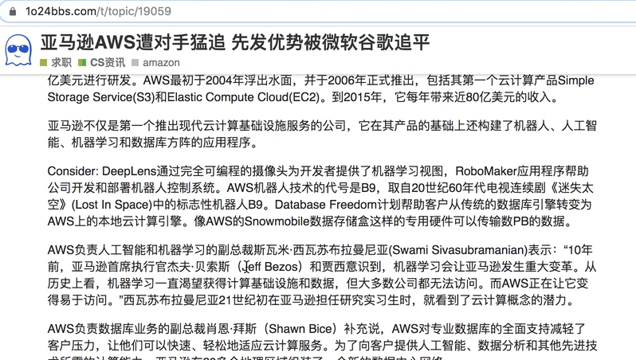 1o24bbs.com/t/topic/19059
亚马逊AWS遭对手猛追 先发优势被微软谷歌追平
求职 CS资讯 amazon
亿美元进行研发。AWS最初于2004年浮出水面，并于2006年正式推出，包括其第一个云计算产品Simple
Storage Service(S3)和Elastic Compute Cloud(EC2)。到2015年，它每年带来近80亿美元的收入。
亚马逊不仅是第一个推出现代云计算基础设施服务的公司，它在其产品的基础上还构建了机器人、人工智
能、机器学习和数据库方阵的应用程序。
Consider: DeepLens通过完全可编程的摄像头为开发者提供了机器学习视图，RoboMaker应用程序帮助
公司开发和部署机器人控制系统。AWS机器人技术的代号是B9，取自20世纪60年代电视连续剧《迷失太
空》(Lost In Space)中的标志性机器人B9。Database Freedom计划帮助客户从传统的数据库引擎转变为
AWS上的本地云计算引擎。像AWS的Snowmobile数据存储盒这样的专用硬件可以传输数PB的数据。
AWS负责人工智能和机器学习的副总裁斯瓦米·西瓦苏布拉曼尼亚(Swami Sivasubramanian)表示：“10年
前，亚马逊首席执行官杰夫·贝索斯（Jeff Bezos）和贾西意识到，机器学习会让亚马逊发生重大变革。从
历史上看，机器学习一直渴望获得计算基础设施和数据，但大多数公司都无法访问。而AWS正在让它变
得易于访问。”西瓦苏布拉曼尼亚21世纪初在亚马逊担任研究实习生时，就看到了云计算概念的潜力。
AWS负责数据库业务的副总裁肖恩·拜斯（Shawn Bice）补充说，AWS对专业数据库的全面支持减轻了
客户压力，让他们可以快速、轻松地适应云服务。为了向客户提供人工智能、数据分析和其他先进技